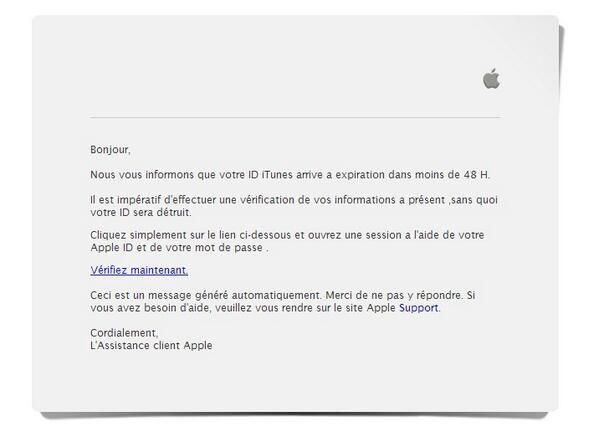 Bonjour,
Nous vous informons que votre ID iTunes arrive a expiration dans moins de 48 H.
Il est impératif d'effectuer une vérification de vos informations a présent ,sans quoi
votre ID sera détruit.
Cliquez simplement sur le lien ci-dessous et ouvrez une session a l'aide de votre
Apple ID et de votre mot de passe .
Vérifiez maintenant.
Ceci est un message généré automatiquement. Merci de ne pas y répondre. Si
vous avez besoin d'aide, veuillez vous rendre sur le site Apple Support.
Cordialement,
L'Assistance client Apple